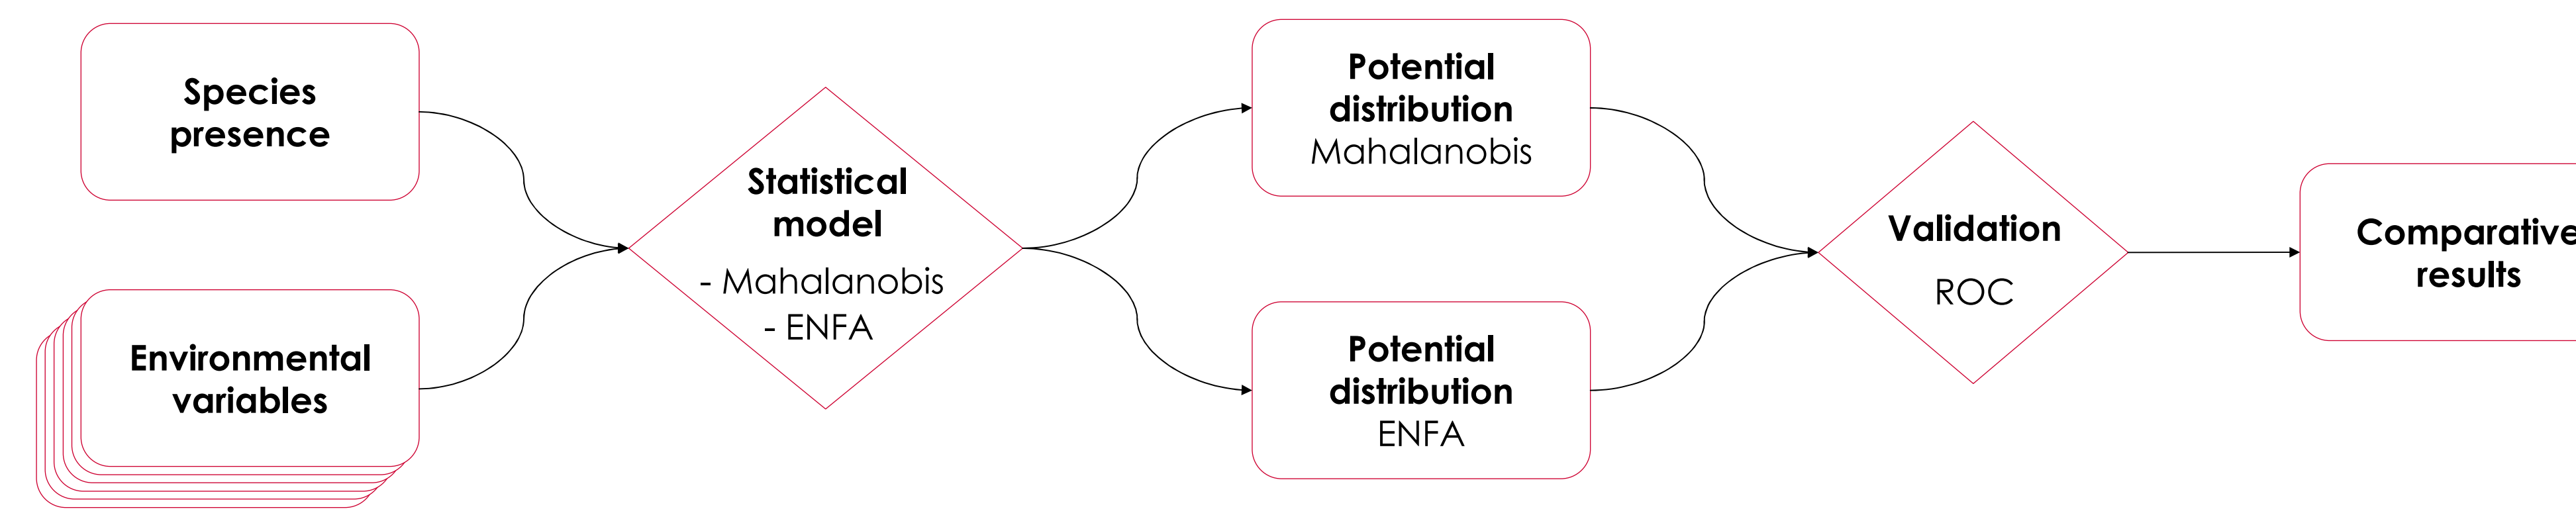 Species
presence
Environmental
variables
Statistical
model
- Mahalanobis
- ENFA
Potential
distribution
Mahalanobis
Potential
distribution
ENFA
Validation
ROC
Comparative
results